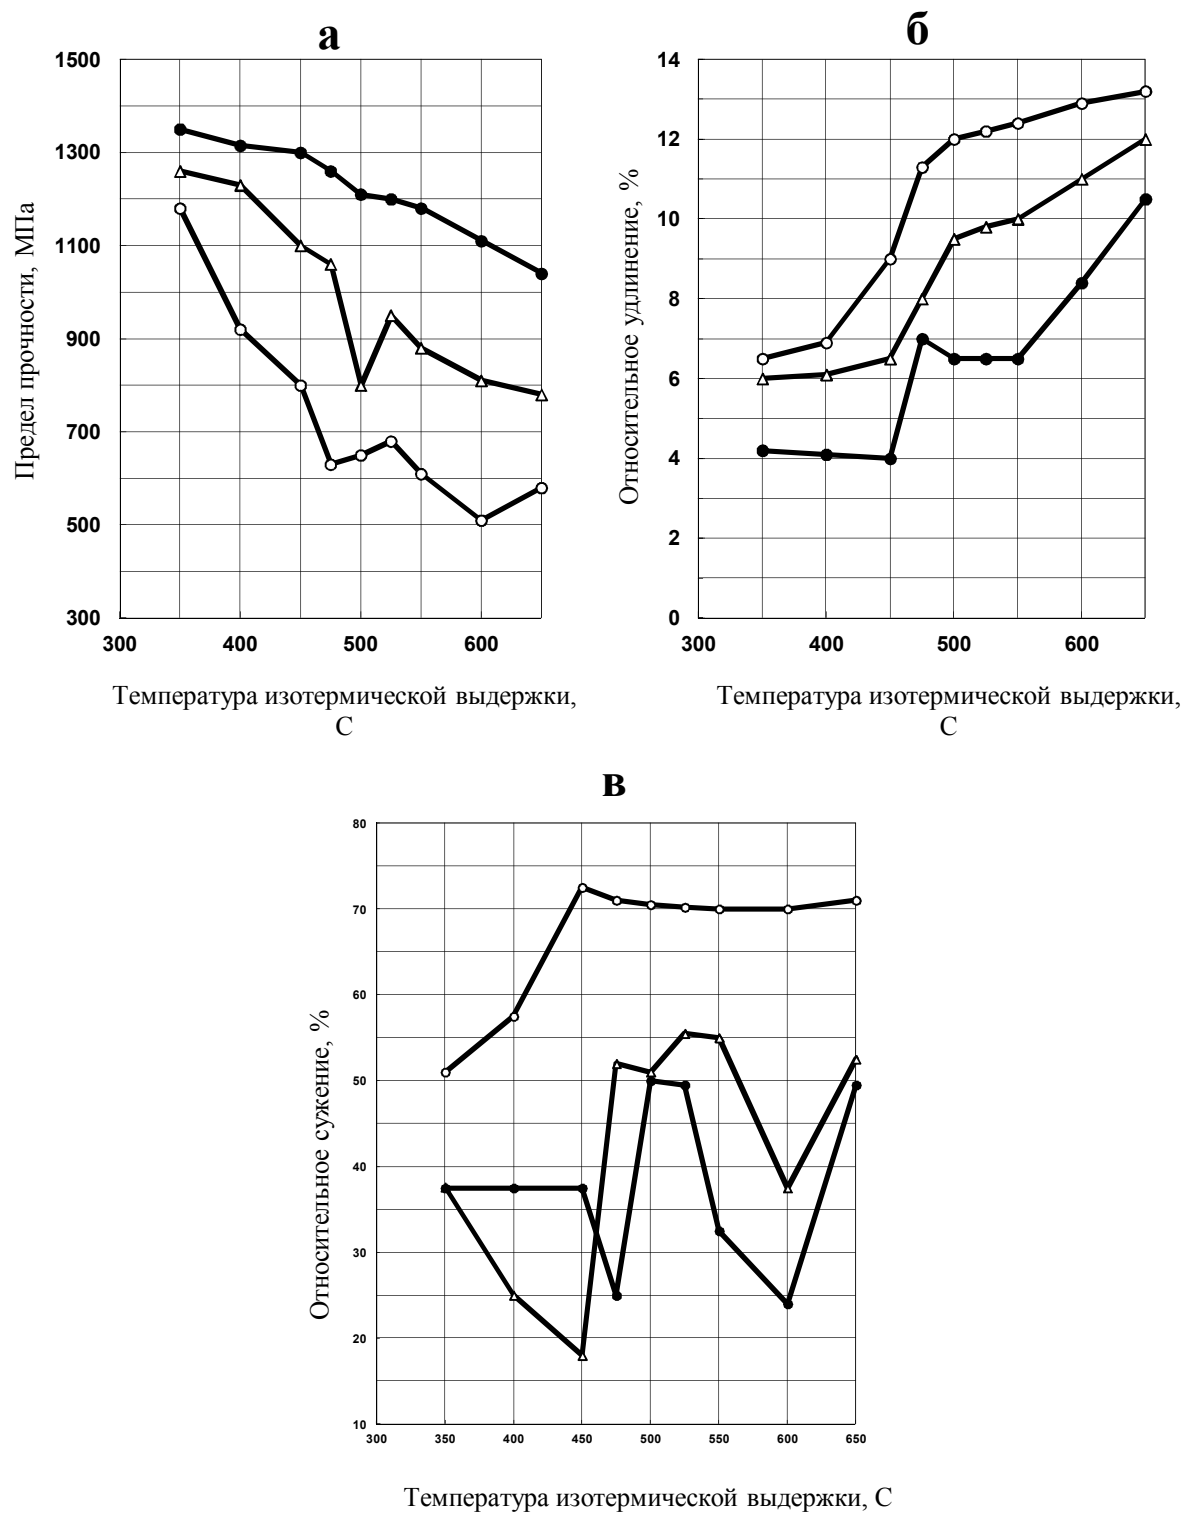 а
1500
1300
1100
900
700
500
300
300 400 500 600
Предел прочности, МПа
Температура изотермической выдержки,
С
б
14
12
10
8
6
4
2
0
300 400 500 600
Относительное удлинение, %
Температура изотермической выдержки,
С
в
80
70
60
50
40
30
20
10
300 350 400 450 500 550 600 650
Относительное сужение, %
Температура изотермической выдержки, С